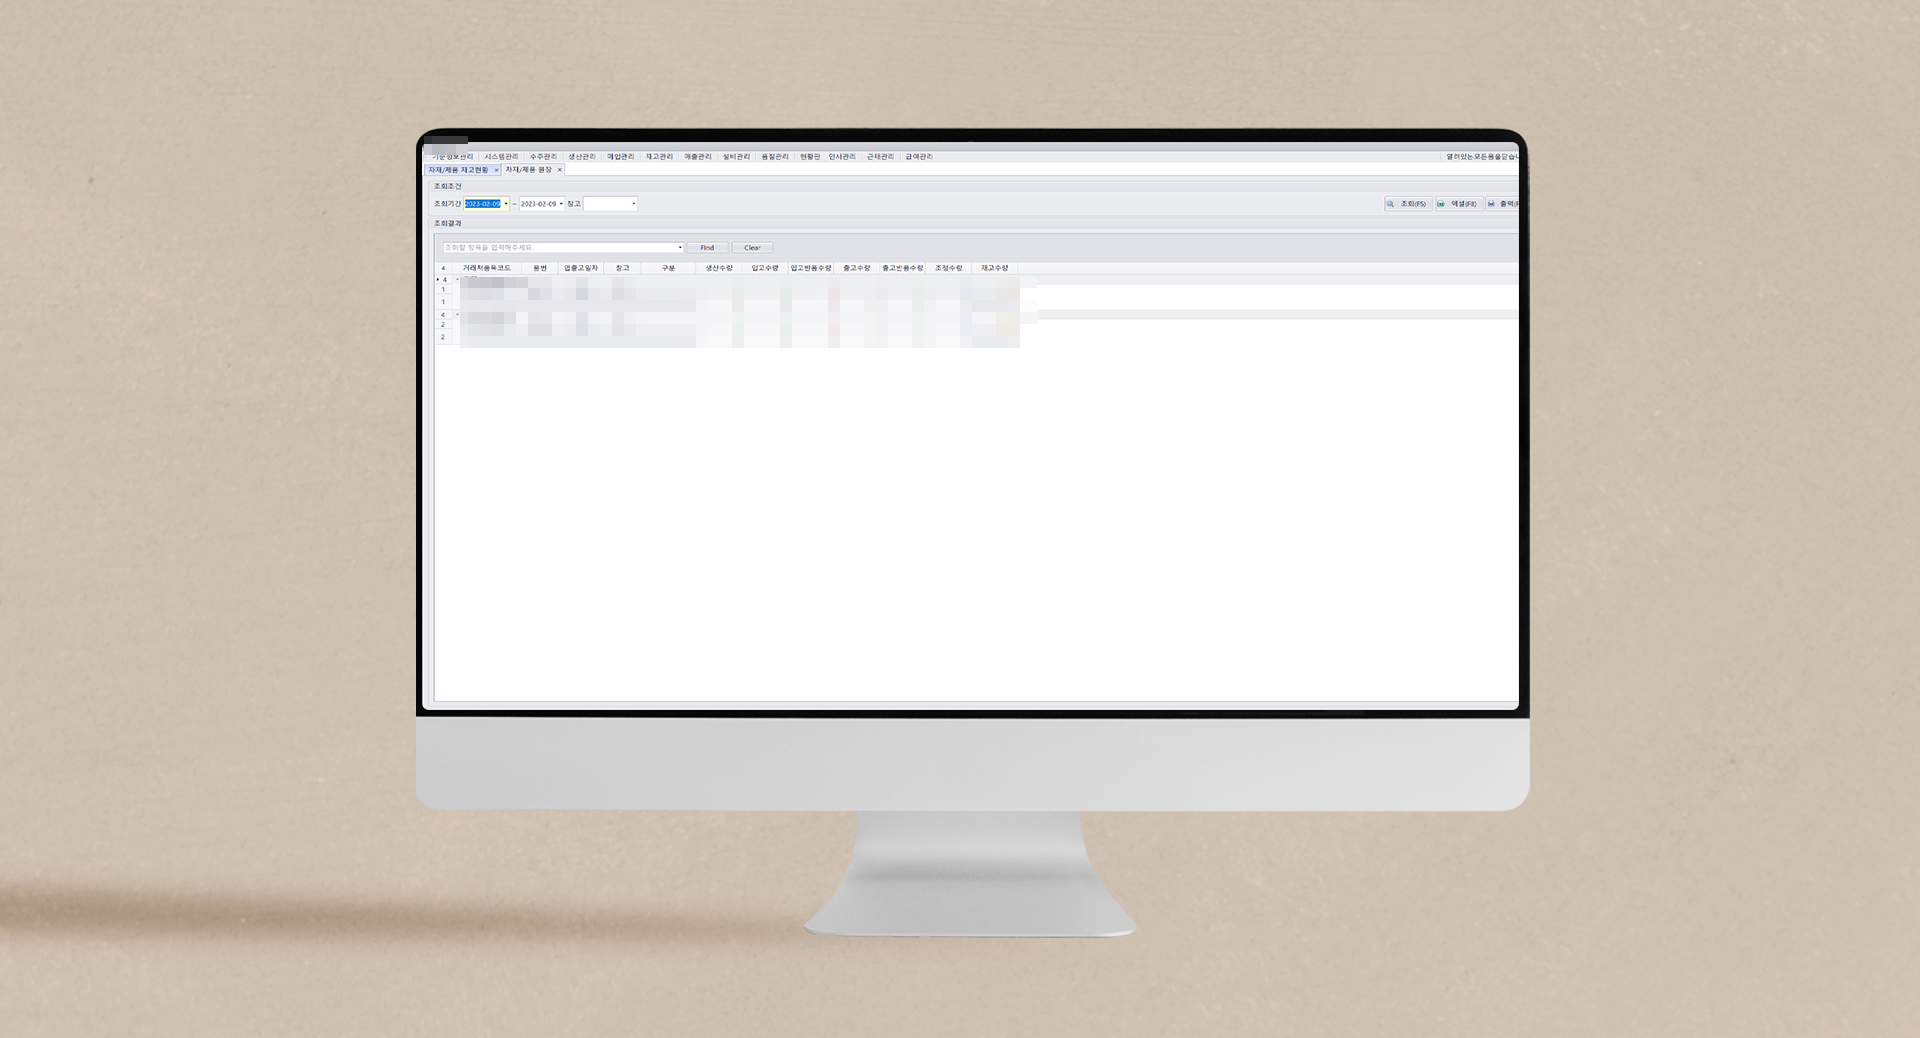 기준정보관리 시스템관리 수주관리 생산관리 매입관리 재고관리 매출관리 설비관리 품질관리 현황판 인사관리 근태관리 급여관리 열려있는모든폼을닫습니
자재/제품 재고현황 × 자재/제품 원장 ×
조회조건
조회기간 2023-02-09 ~ 2023-02-09 창고 조회(F5) 엑셀(F8) 출력(F
조회결과
조회할 항목을 입력해주세요. Find Clear
4 거래처품목코드 품번 입출고일자 창고 구분 생산수량 입고수량 입고반품수량 출고수량 출고반품수량 조정수량 재고수량
4
1
1
4
2
2